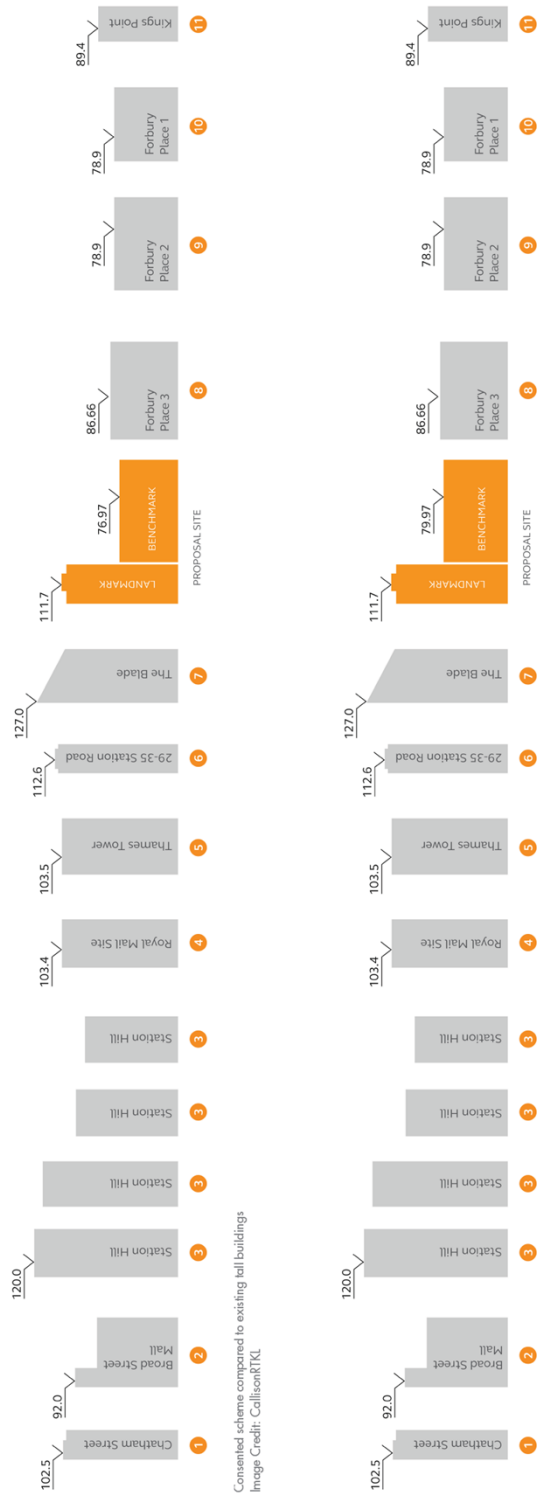 102.5
92.0
120.0
103.4
103.5
112.6
127.0
111.7
76.97
86.66
78.9
78.9
89.4
Chatham Street
Broad Street
Mall
Station Hill
Station Hill
Station Hill
Station Hill
Royal Mail Site
Thames Tower
29-35 Station Road
The Blade
LANDMARK
BENCHMARK
Forbury
Place 3
Forbury
Place 2
Forbury
Place 1
Kings Point
1
2
3
3
3
3
4
5
6
7
PROPOSAL SITE
8
9
10
11
Consented scheme compared to existing tall buildings
Image Credit: CallisonRTKL
102.5
92.0
120.0
103.4
103.5
112.6
127.0
111.7
79.97
86.66
78.9
78.9
89.4
Chatham Street
Broad Street
Mall
Station Hill
Station Hill
Station Hill
Station Hill
Royal Mail Site
Thames Tower
29-35 Station Road
The Blade
LANDMARK
BENCHMARK
Forbury
Place 3
Forbury
Place 2
Forbury
Place 1
Kings Point
1
2
3
3
3
3
4
5
6
7
PROPOSAL SITE
8
9
10
11